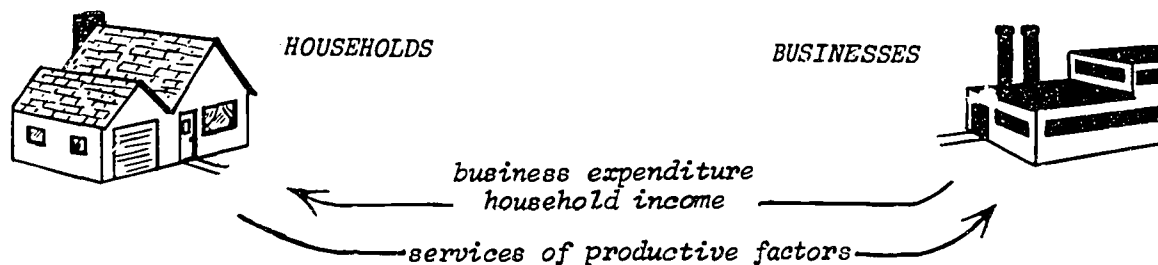 HOUSEHOLDS
BUSINESSES
business expenditure
household income
services of productive factors